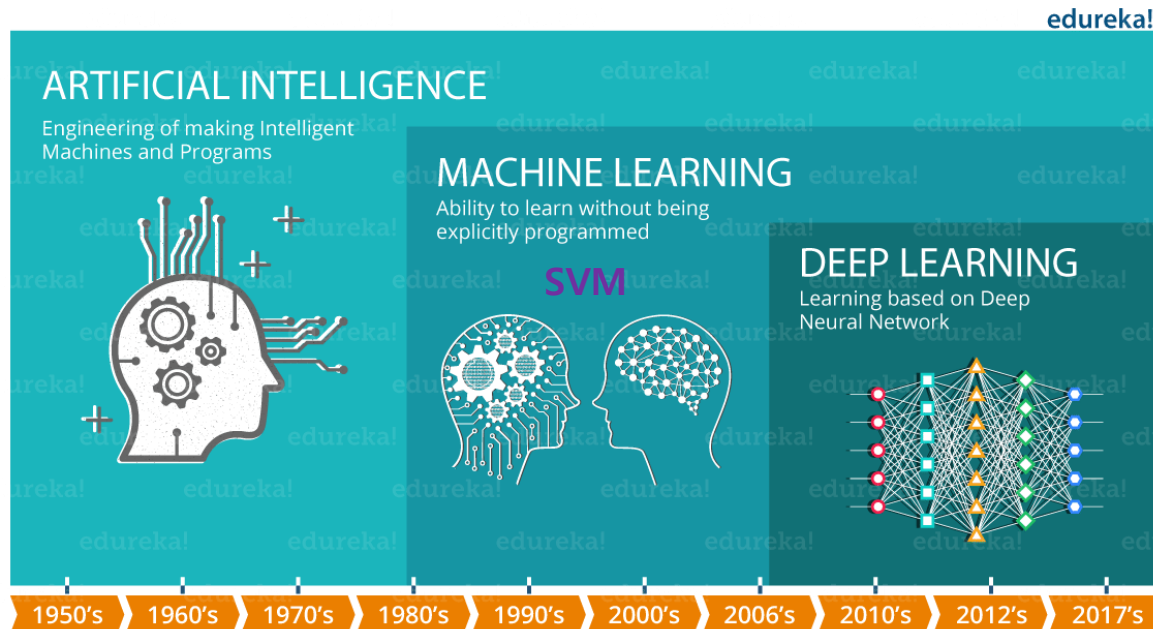 edureka!
ARTIFICIAL INTELLIGENCE
Engineering of making Intelligent
Machines and Programs
MACHINE LEARNING
Ability to learn without being
explicitly programmed
SVM
DEEP LEARNING
Learning based on Deep
Neural Network
1950's
1960's
1970's
1980's
1990's
2000's
2006's
2010's
2012's
2017's